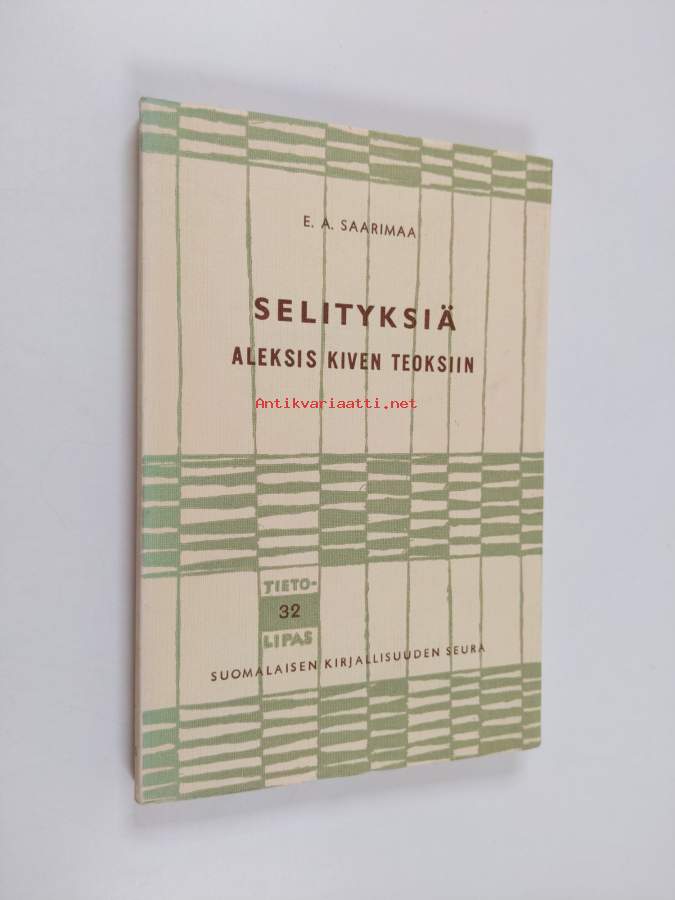 E. A. SAARIMAA
SELITYKSIÄ
ALEKSIS KIVEN TEOKSIIN
Antikvariaatti.net
TIETO-
32
LIPAS
SUOMALAISEN KIRJALLISUUDEN SEURA